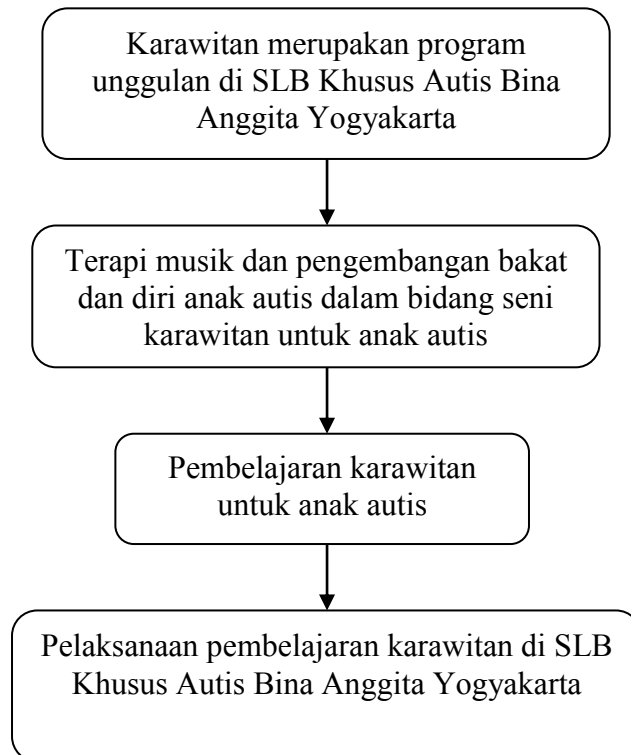 Karawitan merupakan program
unggulan di SLB Khusus Autis Bina
Anggita Yogyakarta
Terapi musik dan pengembangan bakat
dan diri anak autis dalam bidang seni
karawitan untuk anak autis
Pembelajaran karawitan
untuk anak autis
Pelaksanaan pembelajaran karawitan di SLB
Khusus Autis Bina Anggita Yogyakarta